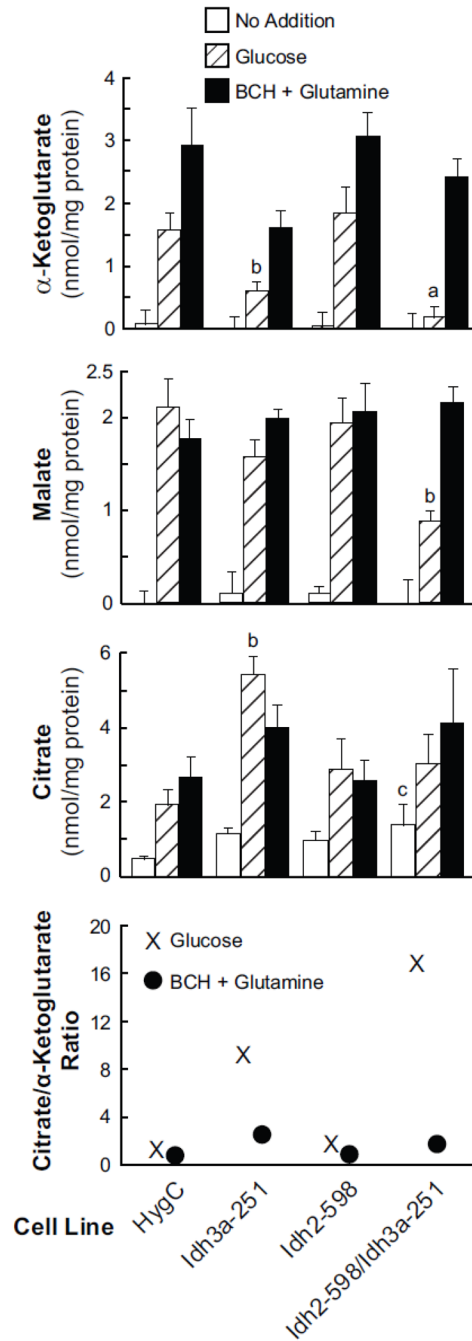 No Addition
Glucose
BCH + Glutamine
α-Ketoglutarate
(nmol/mg protein)
4
3
2
1
0
b
a
Malate
(nmol/mg protein)
2.5
2
1
0
b
Citrate
(nmol/mg protein)
6
4
2
0
b
c
Citrate/α-Ketoglutarate
Ratio
20
16
12
8
4
0
X Glucose
BCH + Glutamine
X
X
X
X
Cell Line
HygC
Idh3a-251
Idh2-598
Idh2-598/Idh3a-251